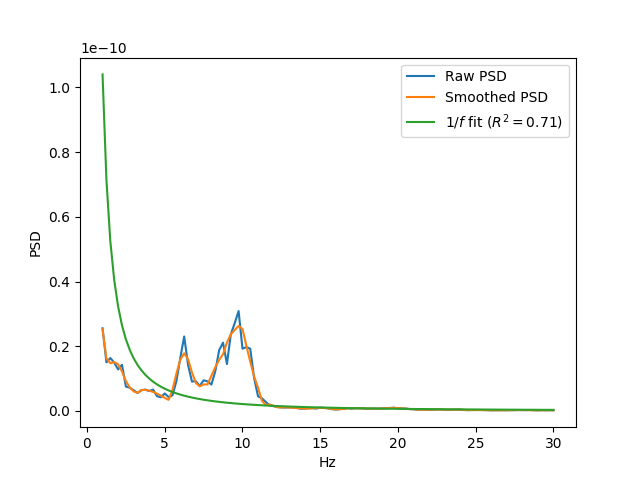 1e−10
Raw PSD
Smoothed PSD
1/f fit (R² = 0.71)
1.0
0.8
0.6
0.4
0.2
0.0
PSD
0 5 10 15 20 25 30
Hz